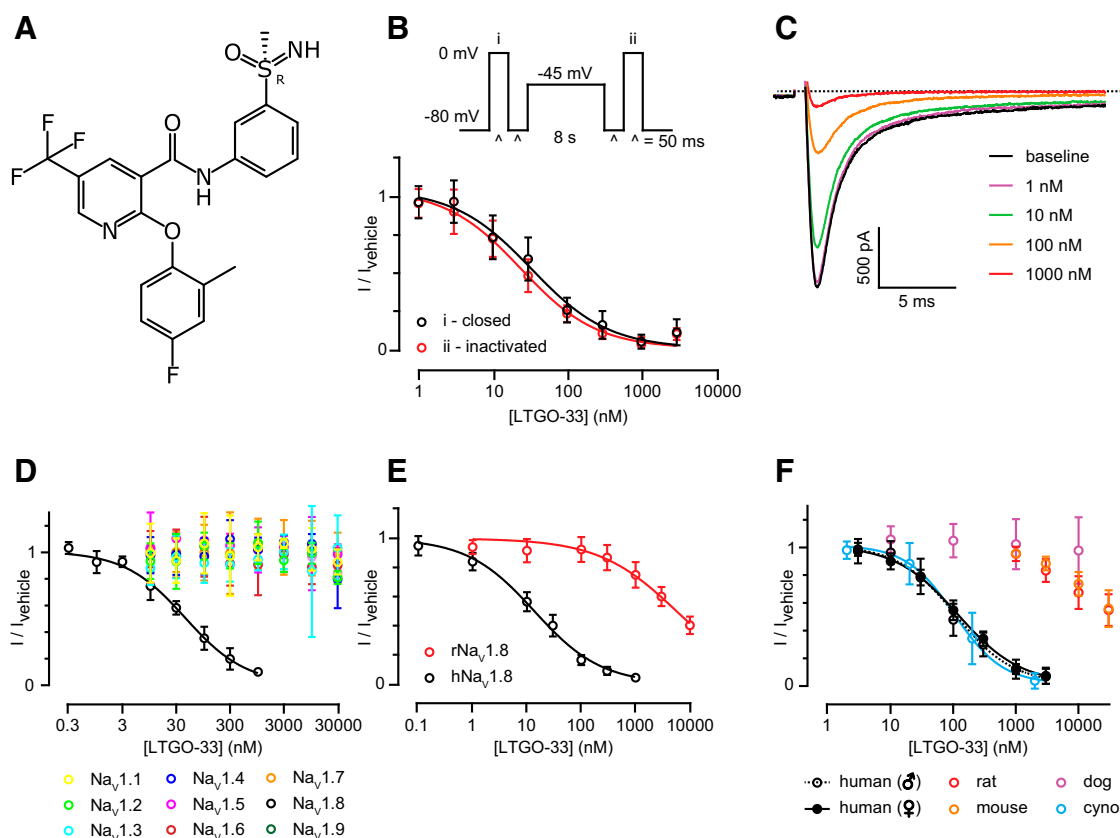 A
O
NH
S
R
F
F
F
O
N
H
N
O
F
B
i
ii
0 mV
-45 mV
-80 mV
^ ^ 8 s ^ ^ = 50 ms
I / Ivehicle
1
0
i - closed
ii - inactivated
1 10 100 1000 10000
[LTGO-33] (nM)
C
baseline
1 nM
10 nM
100 nM
1000 nM
500 pA
5 ms
D
I / Ivehicle
1
0
0.3 3 30 300 3000 30000
[LTGO-33] (nM)
NaV1.1 NaV1.4 NaV1.7
NaV1.2 NaV1.5 NaV1.8
NaV1.3 NaV1.6 NaV1.9
E
I / Ivehicle
1
0
rNaV1.8
hNaV1.8
0.1 1 10 100 1000 10000
[LTGO-33] (nM)
F
I / Ivehicle
1
0
1 10 100 1000 10000
[LTGO-33] (nM)
human (♂) rat dog
human (♀) mouse cyno